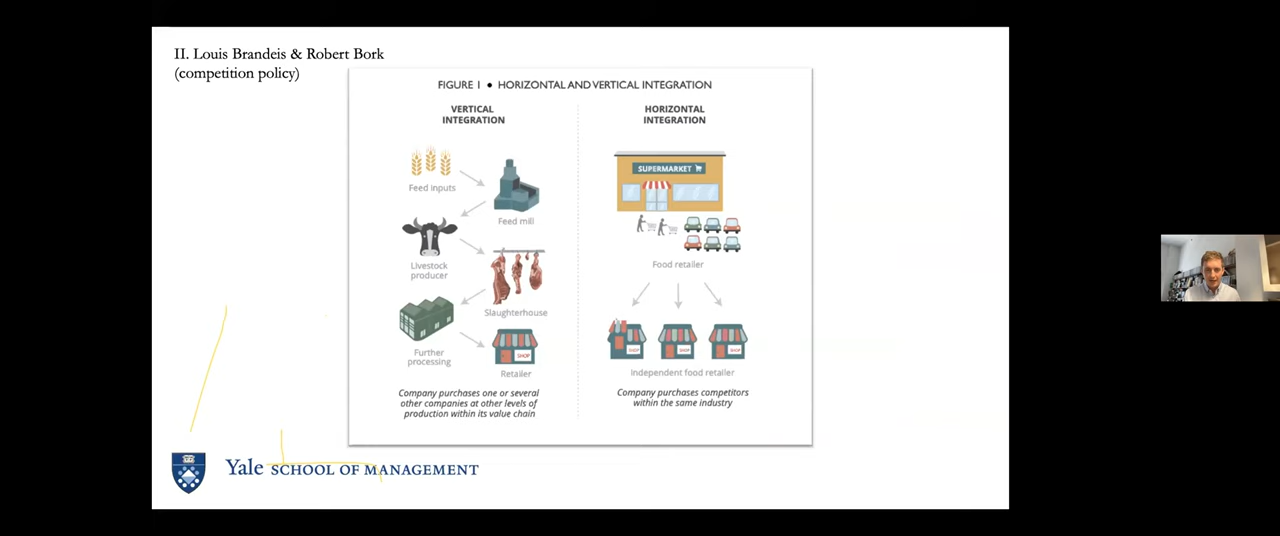 II. Louis Brandeis & Robert Bork
(competition policy)
FIGURE 1 • HORIZONTAL AND VERTICAL INTEGRATION
VERTICAL
INTEGRATION
Feed inputs
Feed mill
Livestock
producer
Slaughterhouse
Further
processing
SHOP
Retailer
Company purchases one or several
other companies at other levels of
production within its value chain
HORIZONTAL
INTEGRATION
SUPERMARKET
Food retailer
SHOP
SHOP
SHOP
Independent food retailer
Company purchases competitors
within the same industry
Yale SCHOOL OF MANAGEMENT